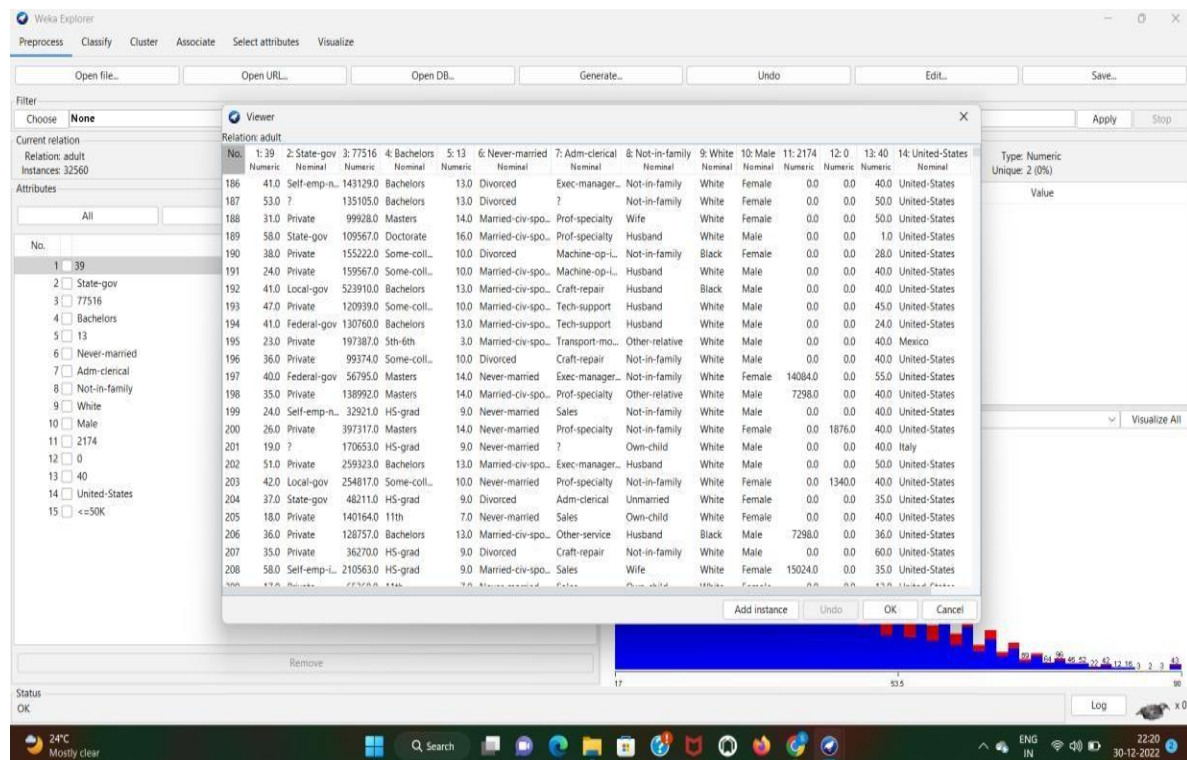 Weka Explorer
Preprocess Classify Cluster Associate Select attributes Visualize
Open file... Open URL... Open DB... Generate... Undo Edit... Save...
Filter
Choose None Apply Stop
Current relation
Relation: adult
Instances: 32560
Type: Numeric
Unique: 2 (0%)
Attributes
Value
All
No.
1 39
2 State-gov
3 77516
4 Bachelors
5 13
6 Never-married
7 Adm-clerical
8 Not-in-family
9 White
10 Male
11 2174
12 0
13 40
14 United-States
15 <=50K
Visualize All
Remove
Viewer
Relation: adult
No. 1: 39 2: State-gov 3: 77516 4: Bachelors 5: 13 6: Never-married 7: Adm-clerical 8: Not-in-family 9: White 10: Male 11: 2174 12: 0 13: 40 14: United-States
Numeric Nominal Numeric Nominal Numeric Nominal Nominal Nominal Nominal Nominal Numeric Numeric Numeric Nominal
186 41.0 Self-emp-n... 143129.0 Bachelors 13.0 Divorced Exec-manager... Not-in-family White Female 0.0 0.0 40.0 United-States
187 53.0 ? 135105.0 Bachelors 13.0 Divorced ? Not-in-family White Female 0.0 0.0 50.0 United-States
188 31.0 Private 99928.0 Masters 14.0 Married-civ-spo... Prof-specialty Wife White Female 0.0 0.0 50.0 United-States
189 58.0 State-gov 109567.0 Doctorate 16.0 Married-civ-spo... Prof-specialty Husband White Male 0.0 0.0 1.0 United-States
190 38.0 Private 155222.0 Some-coll... 10.0 Divorced Machine-op-i... Not-in-family Black Female 0.0 0.0 28.0 United-States
191 24.0 Private 159567.0 Some-coll... 10.0 Married-civ-spo... Machine-op-i... Husband White Male 0.0 0.0 40.0 United-States
192 41.0 Local-gov 523910.0 Bachelors 13.0 Married-civ-spo... Craft-repair Husband Black Male 0.0 0.0 40.0 United-States
193 47.0 Private 120939.0 Some-coll... 10.0 Married-civ-spo... Tech-support Husband White Male 0.0 0.0 45.0 United-States
194 41.0 Federal-gov 130760.0 Bachelors 13.0 Married-civ-spo... Tech-support Husband White Male 0.0 0.0 24.0 United-States
195 23.0 Private 197387.0 5th-6th 3.0 Married-civ-spo... Transport-mo... Other-relative White Male 0.0 0.0 40.0 Mexico
196 36.0 Private 99374.0 Some-coll... 10.0 Divorced Craft-repair Not-in-family White Male 0.0 0.0 40.0 United-States
197 40.0 Federal-gov 56795.0 Masters 14.0 Never-married Exec-manager... Not-in-family White Female 14084.0 0.0 55.0 United-States
198 35.0 Private 138992.0 Masters 14.0 Married-civ-spo... Prof-specialty Other-relative White Male 7298.0 0.0 40.0 United-States
199 24.0 Self-emp-n... 32921.0 HS-grad 9.0 Never-married Sales Not-in-family White Male 0.0 0.0 40.0 United-States
200 26.0 Private 397317.0 Masters 14.0 Never-married Prof-specialty Not-in-family White Female 0.0 1876.0 40.0 United-States
201 19.0 ? 170653.0 HS-grad 9.0 Never-married ? Own-child White Male 0.0 0.0 40.0 Italy
202 51.0 Private 259323.0 Bachelors 13.0 Married-civ-spo... Exec-manager... Husband White Male 0.0 0.0 50.0 United-States
203 42.0 Local-gov 254817.0 Some-coll... 10.0 Never-married Prof-specialty Not-in-family White Female 0.0 1340.0 40.0 United-States
204 37.0 State-gov 48211.0 HS-grad 9.0 Divorced Adm-clerical Unmarried White Female 0.0 0.0 35.0 United-States
205 18.0 Private 140164.0 11th 7.0 Never-married Sales Own-child White Female 0.0 0.0 40.0 United-States
206 36.0 Private 128757.0 Bachelors 13.0 Married-civ-spo... Other-service Husband Black Male 7298.0 0.0 36.0 United-States
207 35.0 Private 36270.0 HS-grad 9.0 Divorced Craft-repair Not-in-family White Male 0.0 0.0 60.0 United-States
208 58.0 Self-emp-i... 210563.0 HS-grad 9.0 Married-civ-spo... Sales Wife White Female 15024.0 0.0 35.0 United-States
Add instance Undo OK Cancel
17 53.5 90
Status
OK
Log x 0
24°C
Mostly clear
Search
ENG
IN
22:20
30-12-2022